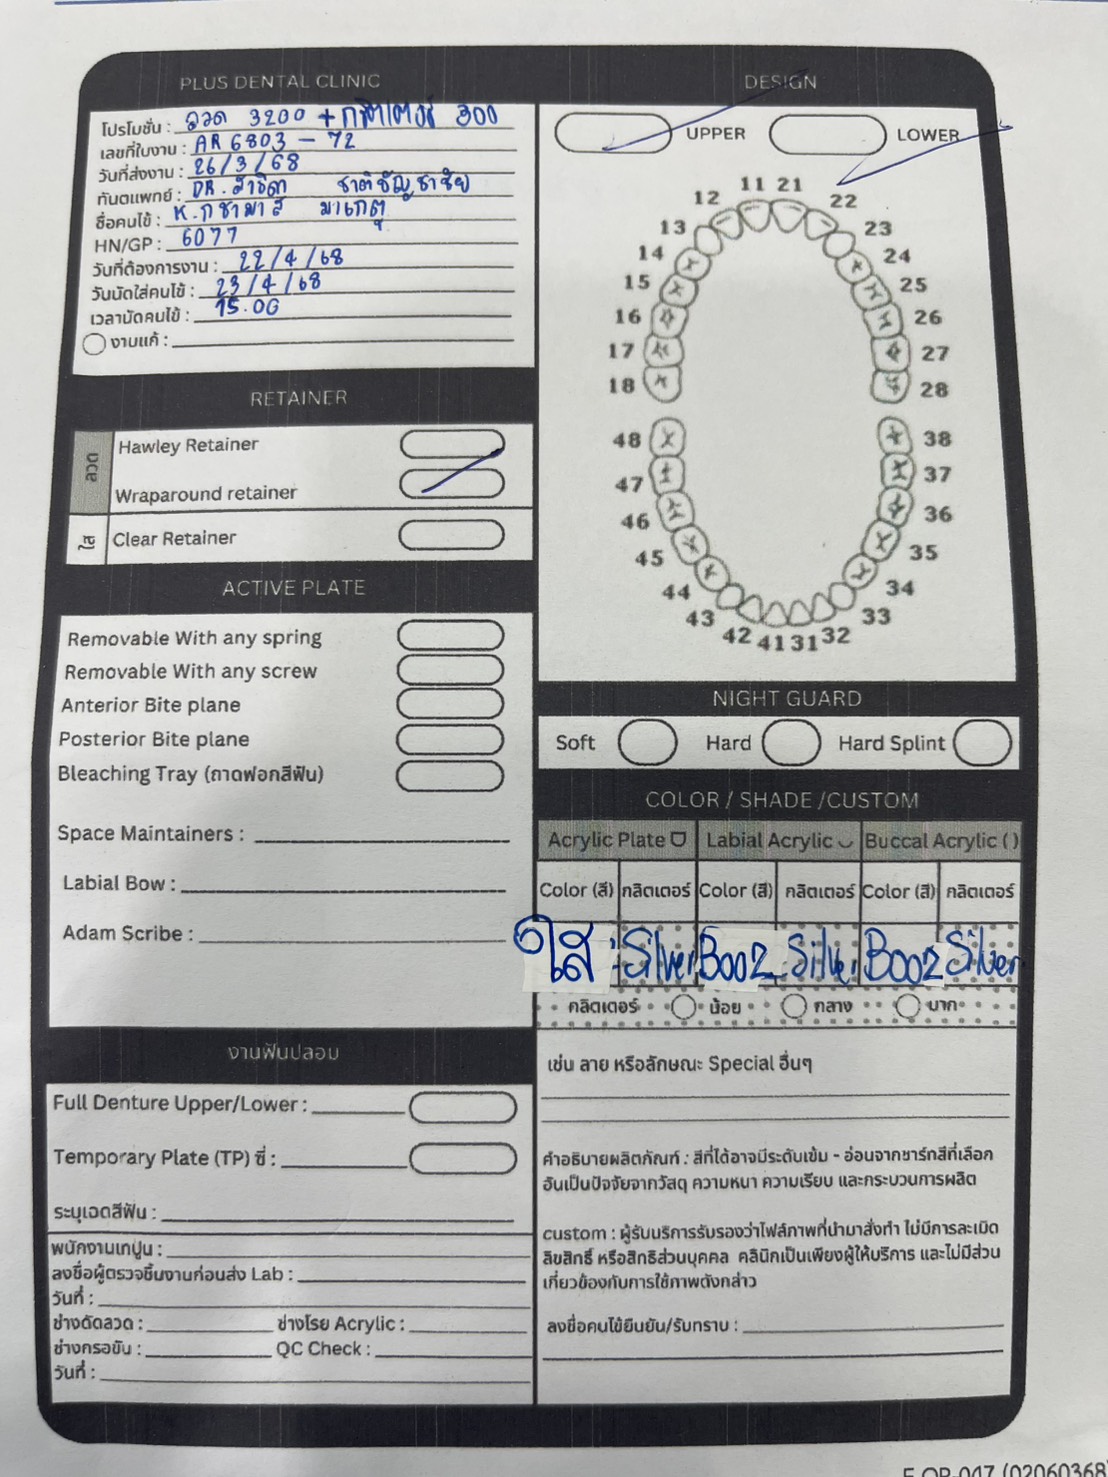 PLUS DENTAL CLINIC
โปรโมชั่น : ลวด 3200 + กลิตเตอร์ 300
เลขที่ใบงาน : AR 6803 - 72
วันที่ส่งงาน : 26/3/68
ทันตแพทย์ : DR. สาธิตา ชาติชัญชาชัย
ชื่อคนไข้ : K. กชามาส มาเกตุ
HN/GP : 6077
วันที่ต้องการงาน : 22/4/68
วันนัดใส่คนไข้ : 23/4/68
เวลานัดคนไข้ : 15.00
งานแก้ :
RETAINER
ลวด
Hawley Retainer
Wraparound retainer
ใส
Clear Retainer
ACTIVE PLATE
Removable With any spring
Removable With any screw
Anterior Bite plane
Posterior Bite plane
Bleaching Tray (ถาดฟอกสีฟัน)
Space Maintainers :
Labial Bow :
Adam Scribe :
งานฟันปลอม
Full Denture Upper/Lower :
Temporary Plate (TP) ซี่ :
ระบุเฉดสีฟัน :
พนักงานเทปูน :
ลงชื่อผู้ตรวจชิ้นงานก่อนส่ง Lab :
วันที่ :
ช่างดัดลวด : ช่างโรย Acrylic :
ช่างกรอขัน : QC Check :
วันที่ :
DESIGN
UPPER LOWER
11 21
12 22
13 23
14 24
15 25
16 26
17 27
18 28
48 38
47 37
46 36
45 35
44 34
43 33
42 41 31 32
NIGHT GUARD
Soft Hard Hard Splint
COLOR / SHADE /CUSTOM
Acrylic Plate Labial Acrylic Buccal Acrylic ( )
Color (สี) กลิตเตอร์ Color (สี) กลิตเตอร์ Color (สี) กลิตเตอร์
ใส Silver B002 Silver B002 Silver
กลิตเตอร์ น้อย กลาง มาก
เช่น ลาย หรือลักษณะ Special อื่นๆ
คำอธิบายผลิตภัณฑ์ : สีที่ได้อาจมีระดับเข้ม - อ่อนจากชาร์ทสีที่เลือก
อันเป็นปัจจัยจากวัสดุ ความหนา ความเรียบ และกระบวนการผลิต
custom : ผู้รับบริการรับรองว่าไฟล์ภาพที่นำมาสั่งทำ ไม่มีการละเมิด
ลิขสิทธิ์ หรือสิทธิส่วนบุคคล คลินิกเป็นเพียงผู้ให้บริการ และไม่มีส่วน
เกี่ยวข้องกับการใช้ภาพดังกล่าว
ลงชื่อคนไข้ยืนยัน/รับทราบ :